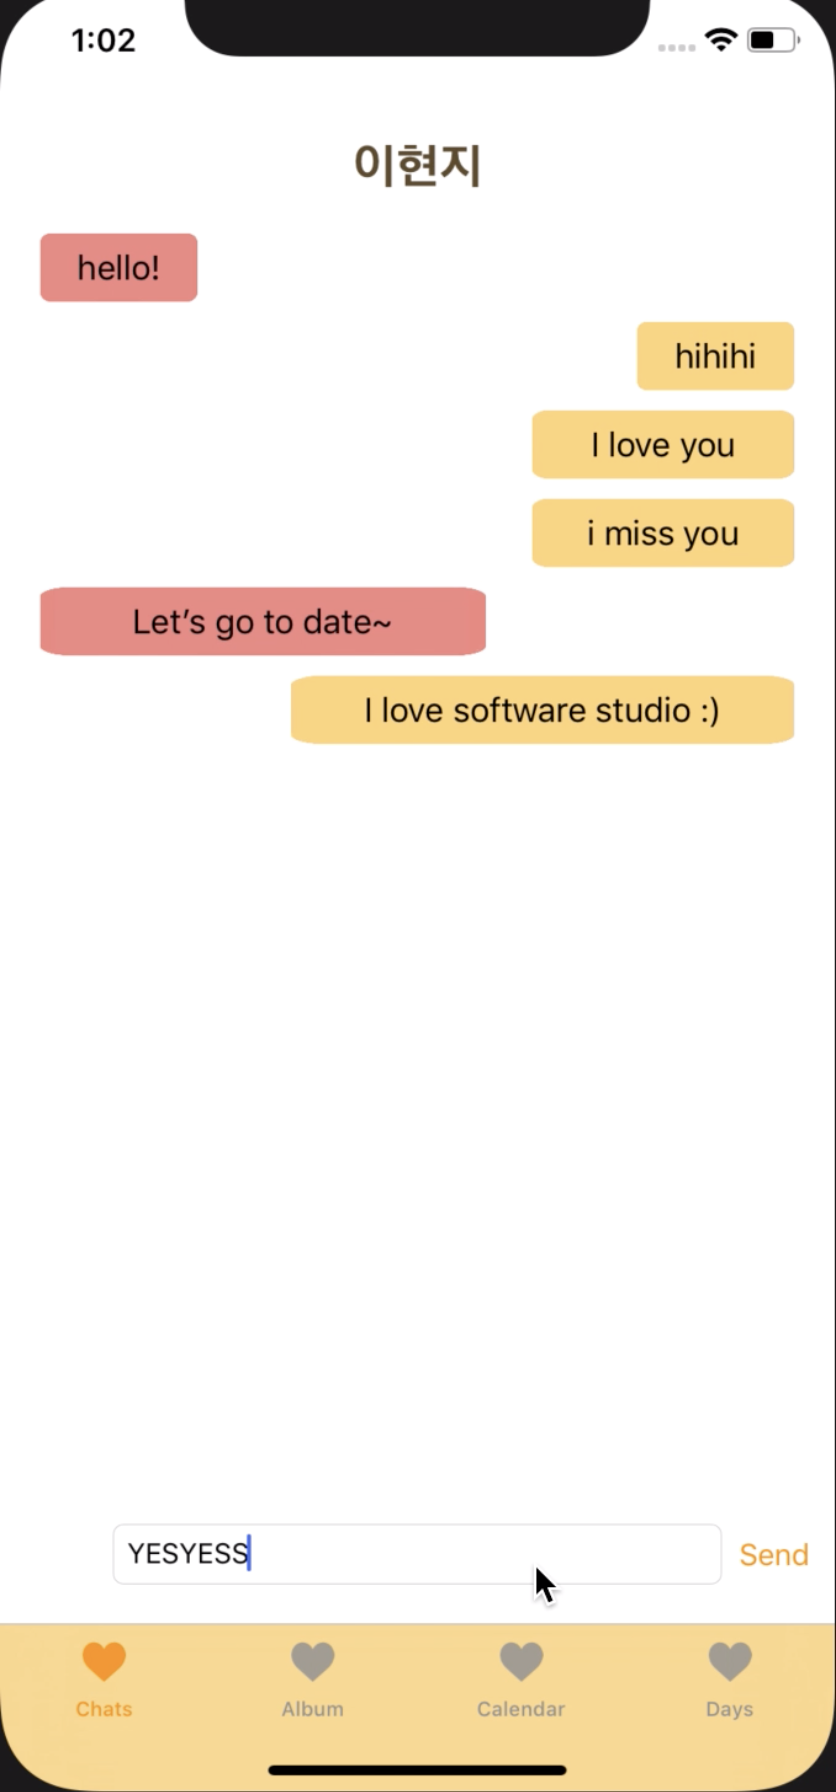 1:02
이현지
hello!
hihihi
I love you
i miss you
Let’s go to date~
I love software studio :)
YESYESS
Send
Chats
Album
Calendar
Days